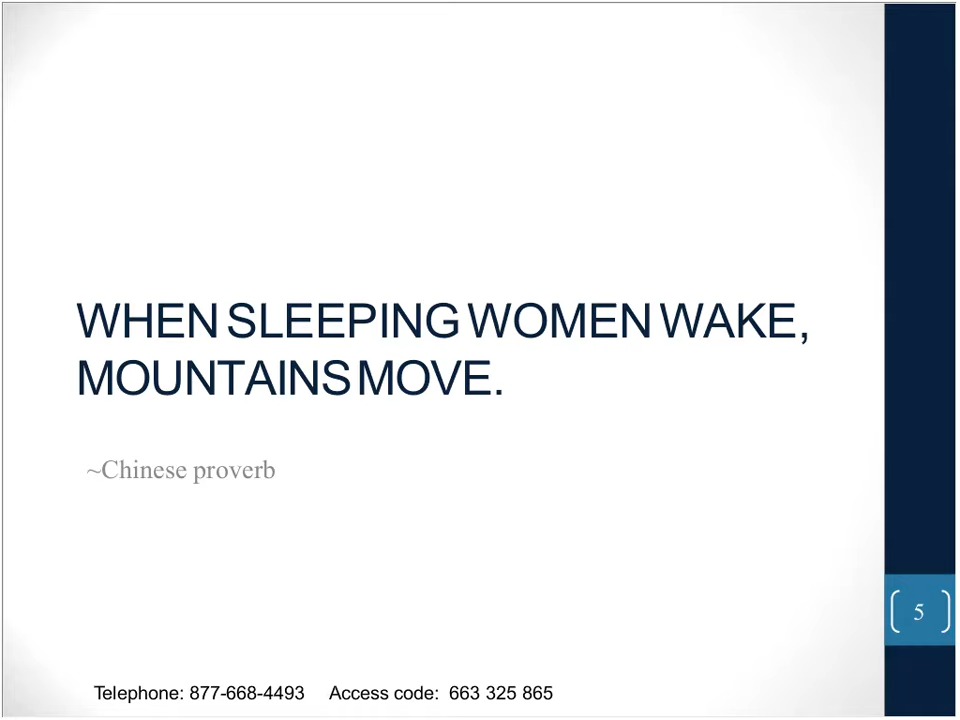 WHEN SLEEPING WOMEN WAKE,
MOUNTAINS MOVE.
~Chinese proverb
5
Telephone: 877-668-4493 Access code: 663 325 865